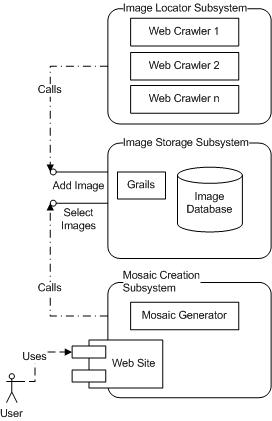 Image Locator Subsystem
Web Crawler 1
Web Crawler 2
Web Crawler n
Calls
Image Storage Subsystem
Add Image
Grails
Image
Database
Select
Images
Calls
Mosaic Creation
Subsystem
Mosaic Generator
Uses
Web Site
User